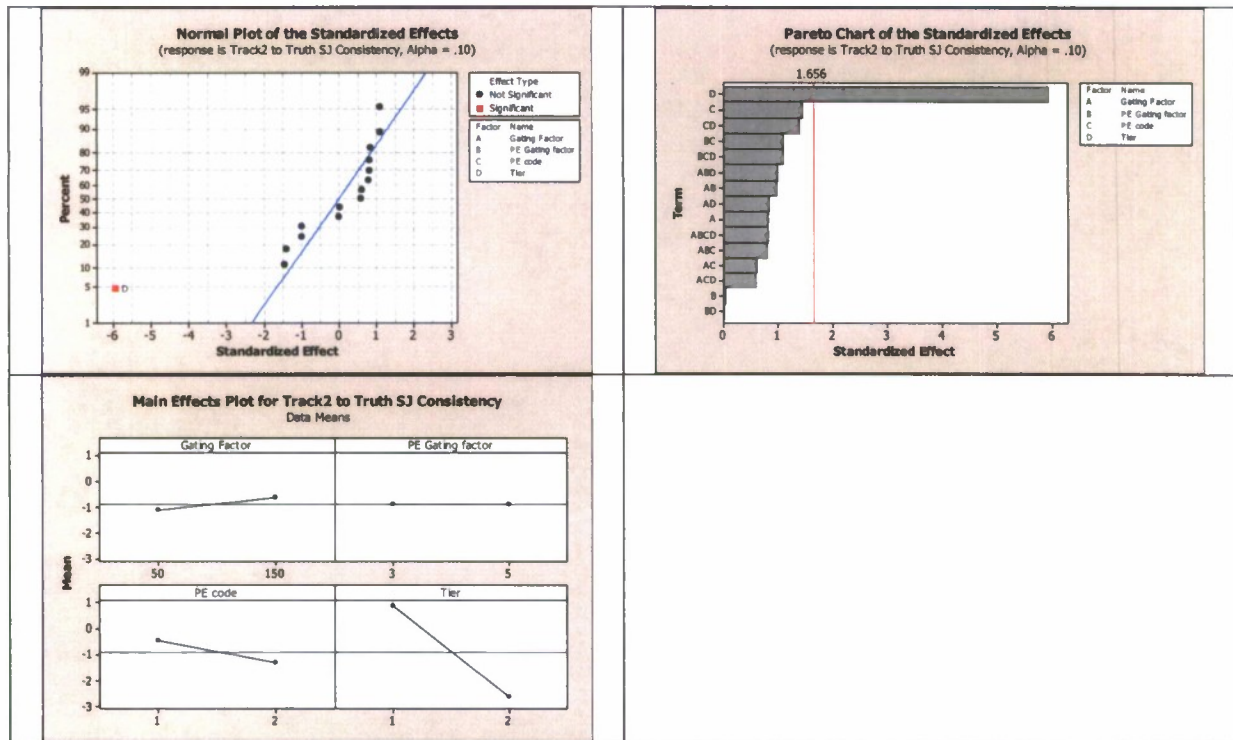 Normal Plot of the Standardized Effects
(response is Track2 to Truth SJ Consistency, Alpha = .10)
99
95
90
80
70
60
50
40
30
20
10
5
1
Percent
D
-6 -5 -4 -3 -2 -1 0 1 2 3
Standardized Effect
Effect Type
Not Significant
Significant
Factor Name
A Gating Factor
B PE Gating factor
C PE code
D Tier
Pareto Chart of the Standardized Effects
(response is Track2 to Truth SJ Consistency, Alpha = .10)
1.656
Term
D
C
CD
BC
BCD
ABD
AB
AD
A
ABCD
ABC
AC
ACD
B
BD
0 1 2 3 4 5 6
Standardized Effect
Factor Name
A Gating Factor
B PE Gating factor
C PE code
D Tier
Main Effects Plot for Track2 to Truth SJ Consistency
Data Means
Mean
Gating Factor PE Gating factor
1
0
-1
-2
-3
50 150 3 5
PE code Tier
1
0
-1
-2
-3
1 2 1 2